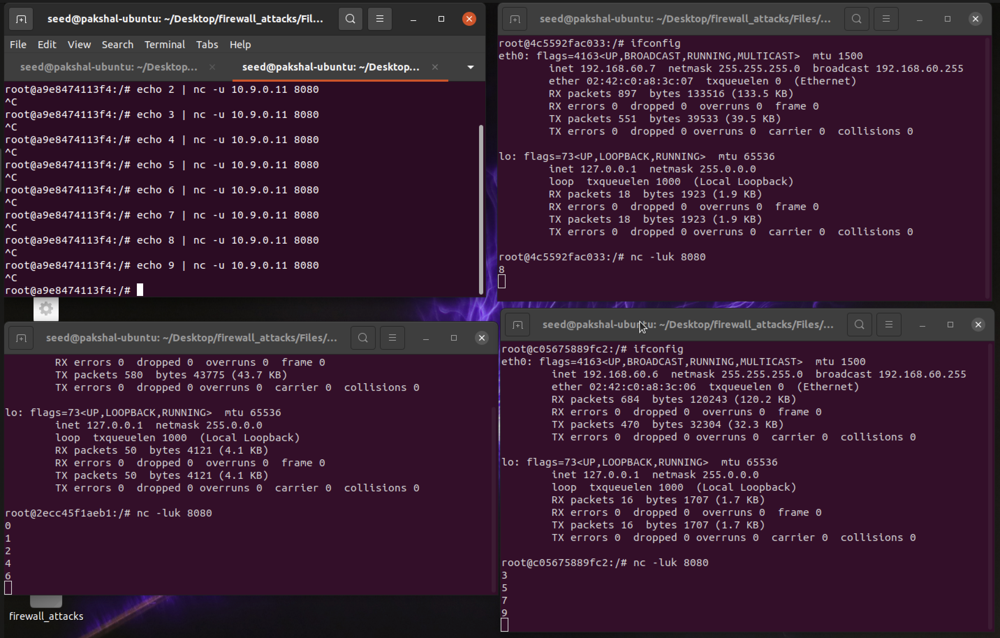 seed@pakshal-ubuntu: ~/Desktop/firewall_attacks/Fil...
File Edit View Search Terminal Tabs Help
seed@pakshal-ubuntu: ~/Desktop... seed@pakshal-ubuntu: ~/Desktop...
root@a9e8474113f4:/# echo 2 | nc -u 10.9.0.11 8080
^C
root@a9e8474113f4:/# echo 3 | nc -u 10.9.0.11 8080
^C
root@a9e8474113f4:/# echo 4 | nc -u 10.9.0.11 8080
^C
root@a9e8474113f4:/# echo 5 | nc -u 10.9.0.11 8080
^C
root@a9e8474113f4:/# echo 6 | nc -u 10.9.0.11 8080
^C
root@a9e8474113f4:/# echo 7 | nc -u 10.9.0.11 8080
^C
root@a9e8474113f4:/# echo 8 | nc -u 10.9.0.11 8080
^C
root@a9e8474113f4:/# echo 9 | nc -u 10.9.0.11 8080
^C
root@a9e8474113f4:/#
seed@pakshal-ubuntu: ~/Desktop/firewall_attacks/Files/...
root@4c5592fac033:/# ifconfig
eth0: flags=4163<UP,BROADCAST,RUNNING,MULTICAST>  mtu 1500
        inet 192.168.60.7  netmask 255.255.255.0  broadcast 192.168.60.255
        ether 02:42:c0:a8:3c:07  txqueuelen 0  (Ethernet)
        RX packets 897  bytes 133516 (133.5 KB)
        RX errors 0  dropped 0  overruns 0  frame 0
        TX packets 551  bytes 39533 (39.5 KB)
        TX errors 0  dropped 0 overruns 0  carrier 0  collisions 0
lo: flags=73<UP,LOOPBACK,RUNNING>  mtu 65536
        inet 127.0.0.1  netmask 255.0.0.0
        loop  txqueuelen 1000  (Local Loopback)
        RX packets 18  bytes 1923 (1.9 KB)
        RX errors 0  dropped 0  overruns 0  frame 0
        TX packets 18  bytes 1923 (1.9 KB)
        TX errors 0  dropped 0 overruns 0  carrier 0  collisions 0
root@4c5592fac033:/# nc -luk 8080
8
seed@pakshal-ubuntu: ~/Desktop/firewall_attacks/Files/...
        RX errors 0  dropped 0  overruns 0  frame 0
        TX packets 580  bytes 43775 (43.7 KB)
        TX errors 0  dropped 0 overruns 0  carrier 0  collisions 0
lo: flags=73<UP,LOOPBACK,RUNNING>  mtu 65536
        inet 127.0.0.1  netmask 255.0.0.0
        loop  txqueuelen 1000  (Local Loopback)
        RX packets 50  bytes 4121 (4.1 KB)
        RX errors 0  dropped 0  overruns 0  frame 0
        TX packets 50  bytes 4121 (4.1 KB)
        TX errors 0  dropped 0 overruns 0  carrier 0  collisions 0
root@2ecc45f1aeb1:/# nc -luk 8080
0
1
2
4
6
firewall_attacks
seed@pakshal-ubuntu: ~/Desktop/firewall_attacks/Files/...
root@c05675889fc2:/# ifconfig
eth0: flags=4163<UP,BROADCAST,RUNNING,MULTICAST>  mtu 1500
        inet 192.168.60.6  netmask 255.255.255.0  broadcast 192.168.60.255
        ether 02:42:c0:a8:3c:06  txqueuelen 0  (Ethernet)
        RX packets 684  bytes 120243 (120.2 KB)
        RX errors 0  dropped 0  overruns 0  frame 0
        TX packets 470  bytes 32304 (32.3 KB)
        TX errors 0  dropped 0 overruns 0  carrier 0  collisions 0
lo: flags=73<UP,LOOPBACK,RUNNING>  mtu 65536
        inet 127.0.0.1  netmask 255.0.0.0
        loop  txqueuelen 1000  (Local Loopback)
        RX packets 16  bytes 1707 (1.7 KB)
        RX errors 0  dropped 0  overruns 0  frame 0
        TX packets 16  bytes 1707 (1.7 KB)
        TX errors 0  dropped 0 overruns 0  carrier 0  collisions 0
root@c05675889fc2:/# nc -luk 8080
3
5
7
9